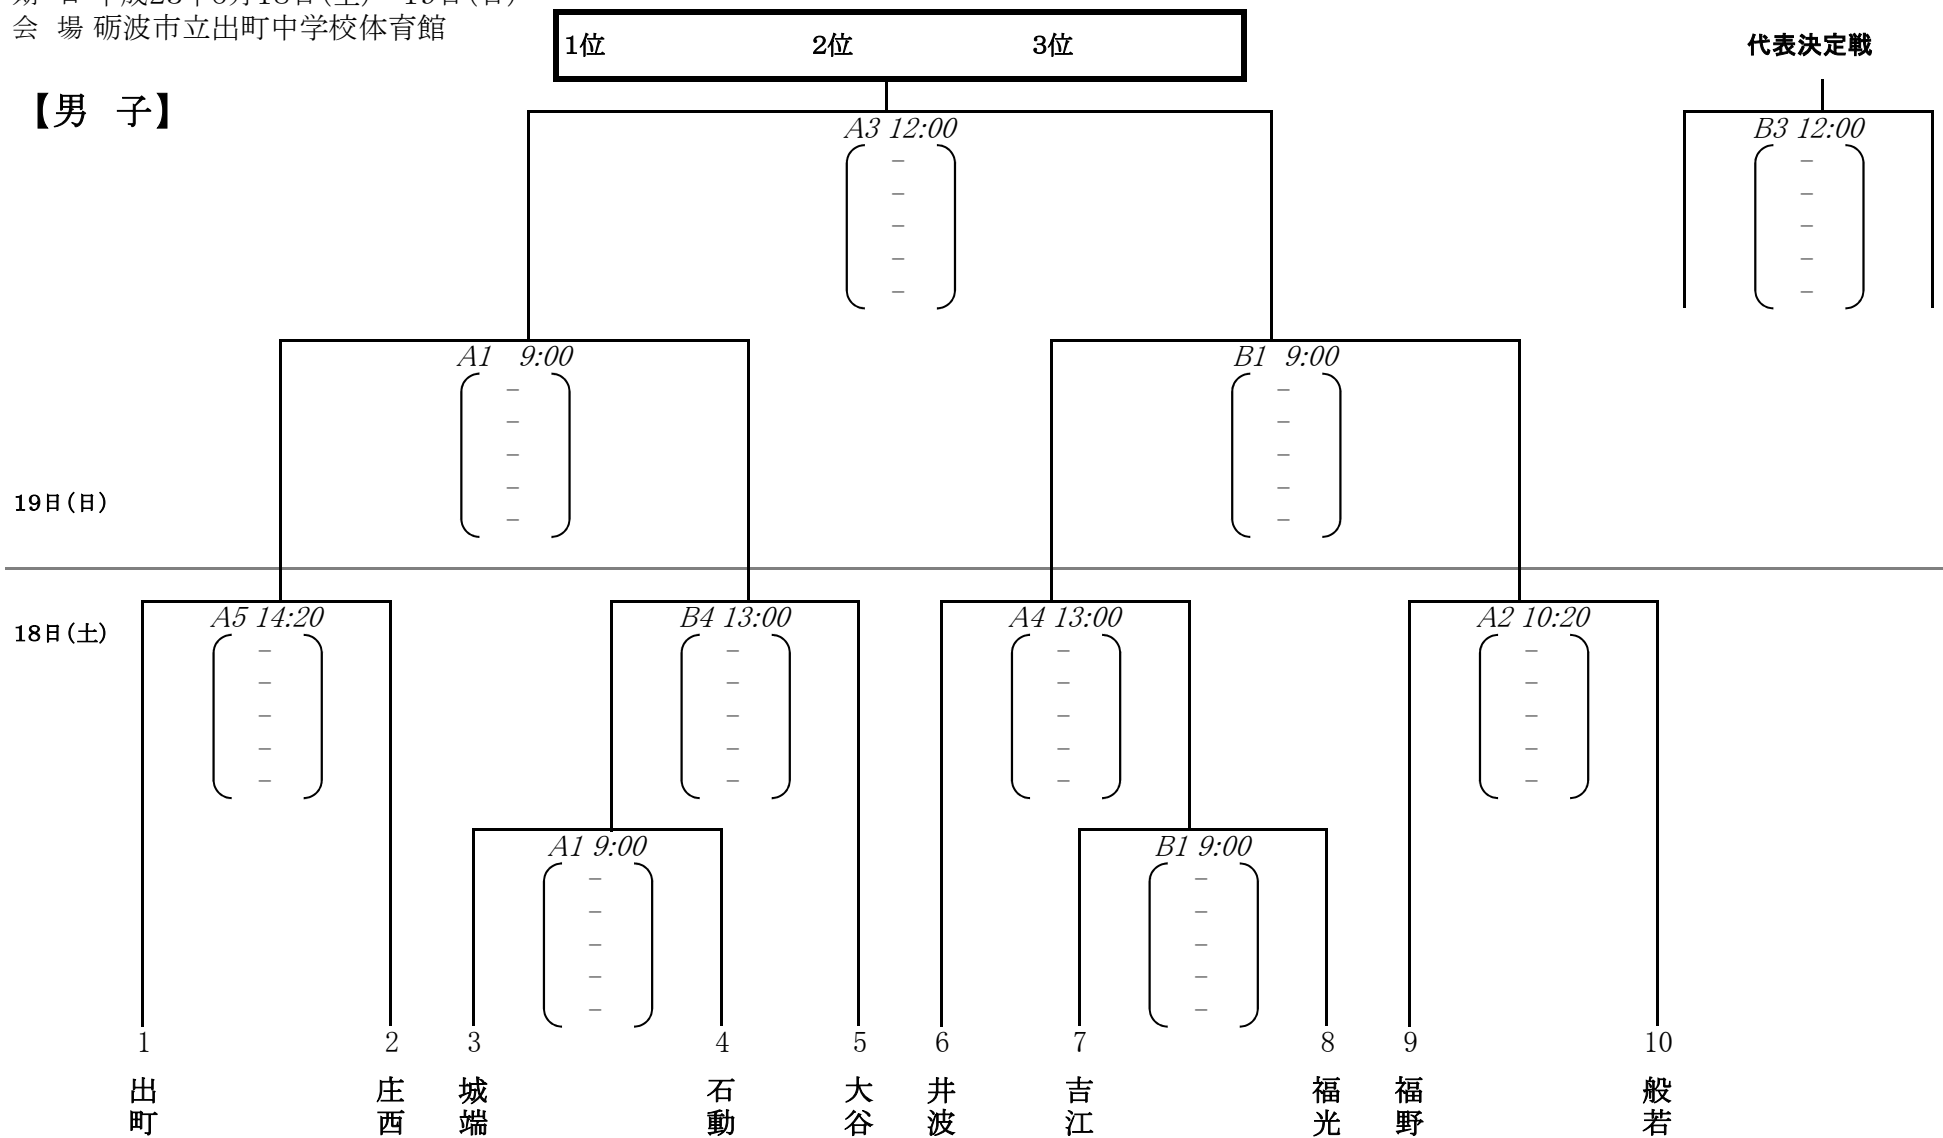 会　場 砺波市立出町中学校体育館
1位　2位　3位
代表決定戦
【男　子】
A3 12:00
B3 12:00
A1　9:00
B1　9:00
19日(日)
18日(土)
A5 14:20
B4 13:00
A4 13:00
A2 10:20
A1 9:00
B1 9:00
1 2 3 4 5 6 7 8 9 10
出町
庄西
城端
石動
大谷
井波
吉江
福光
福野
般若